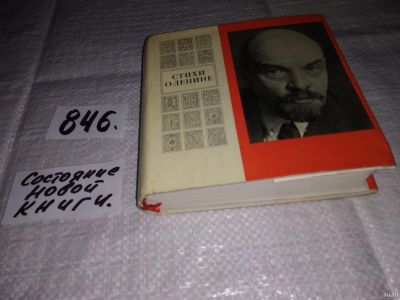 846.
Состояние
новой
книги.
СТИХИ
О ЛЕНИНЕ